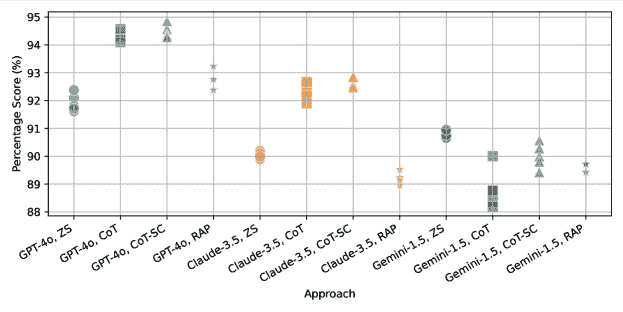 Percentage Score (%)
95
94
93
92
91
90
89
88
GPT-4o, ZS
GPT-4o, CoT
GPT-4o, CoT-SC
GPT-4o, RAP
Claude-3.5, ZS
Claude-3.5, CoT
Claude-3.5, CoT-SC
Claude-3.5, RAP
Gemini-1.5, ZS
Gemini-1.5, CoT
Gemini-1.5, CoT-SC
Gemini-1.5, RAP
Approach